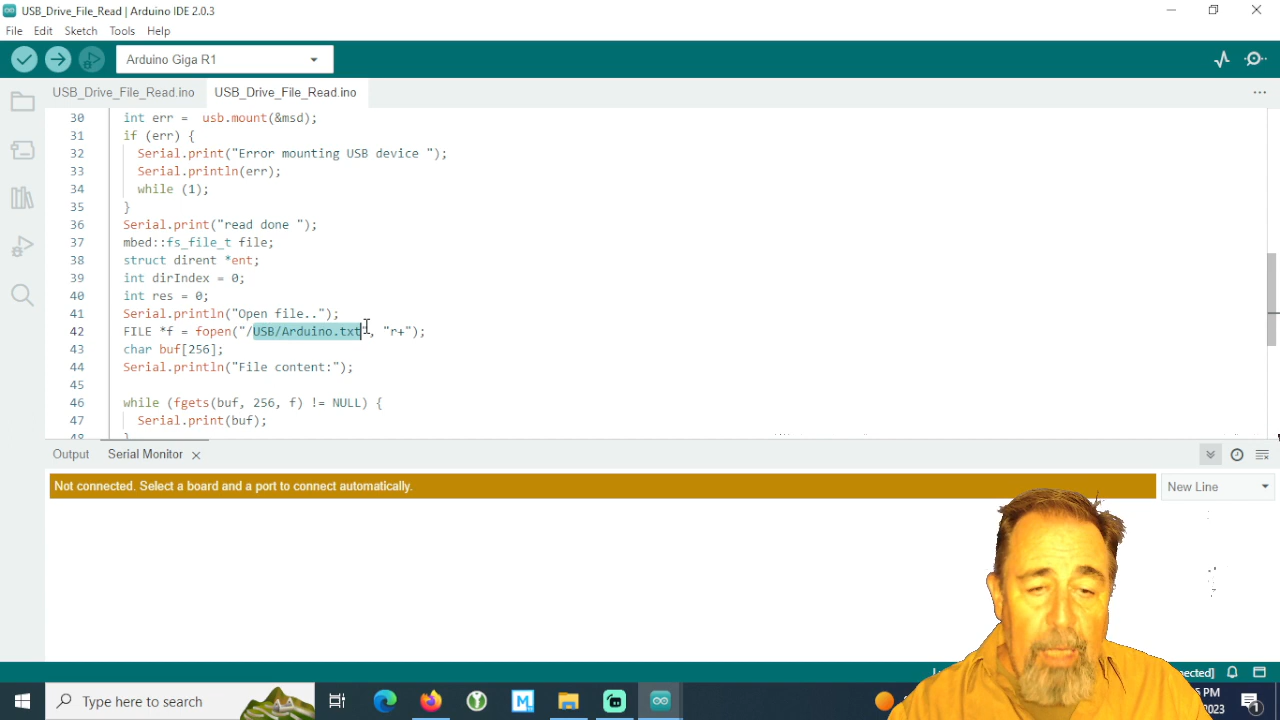 USB_Drive_File_Read | Arduino IDE 2.0.3
File Edit Sketch Tools Help
Arduino Giga R1
USB_Drive_File_Read.ino USB_Drive_File_Read.ino
30 int err =  usb.mount(&msd);
31 if (err) {
32 Serial.print("Error mounting USB device ");
33 Serial.println(err);
34 while (1);
35 }
36 Serial.print("read done ");
37 mbed::fs_file_t file;
38 struct dirent *ent;
39 int dirIndex = 0;
40 int res = 0;
41 Serial.println("Open file..");
42 FILE *f = fopen("/USB/Arduino.txt", "r+");
43 char buf[256];
44 Serial.println("File content:");
45
46 while (fgets(buf, 256, f) != NULL) {
47 Serial.print(buf);
48 }
Output Serial Monitor
Not connected. Select a board and a port to connect automatically.
New Line
Type here to search
PM